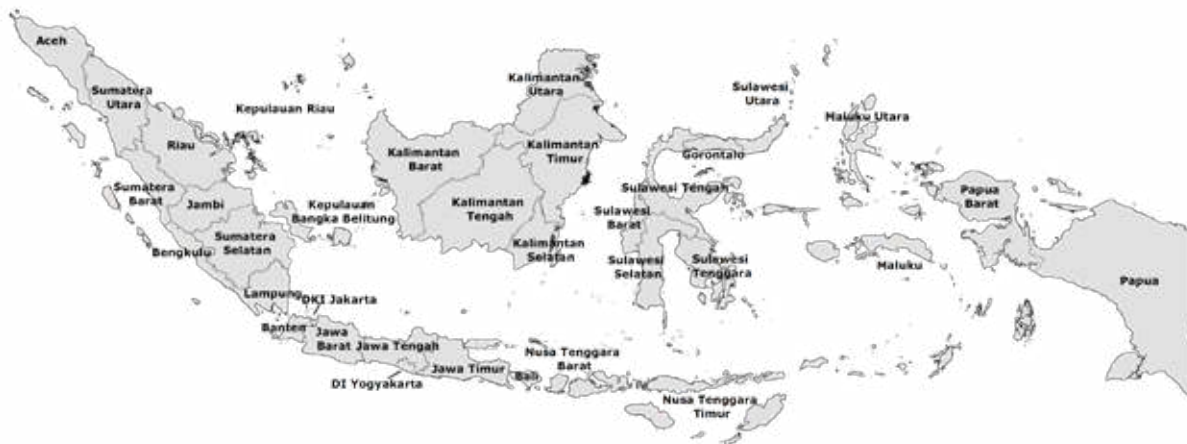 Aceh
Sumatera
Utara
Kepulauan Riau
Riau
Sumatera
Barat
Jambi
Kepulauan
Bangka Belitung
Bengkulu
Sumatera
Selatan
Lampung
DKI Jakarta
Banten
Jawa
Barat
Jawa Tengah
DI Yogyakarta
Jawa Timur
Bali
Nusa Tenggara
Barat
Nusa Tenggara
Timur
Kalimantan
Utara
Kalimantan
Barat
Kalimantan
Timur
Kalimantan
Tengah
Kalimantan
Selatan
Sulawesi
Utara
Gorontalo
Sulawesi Tengah
Sulawesi
Barat
Sulawesi
Selatan
Sulawesi
Tenggara
Maluku Utara
Maluku
Papua
Barat
Papua